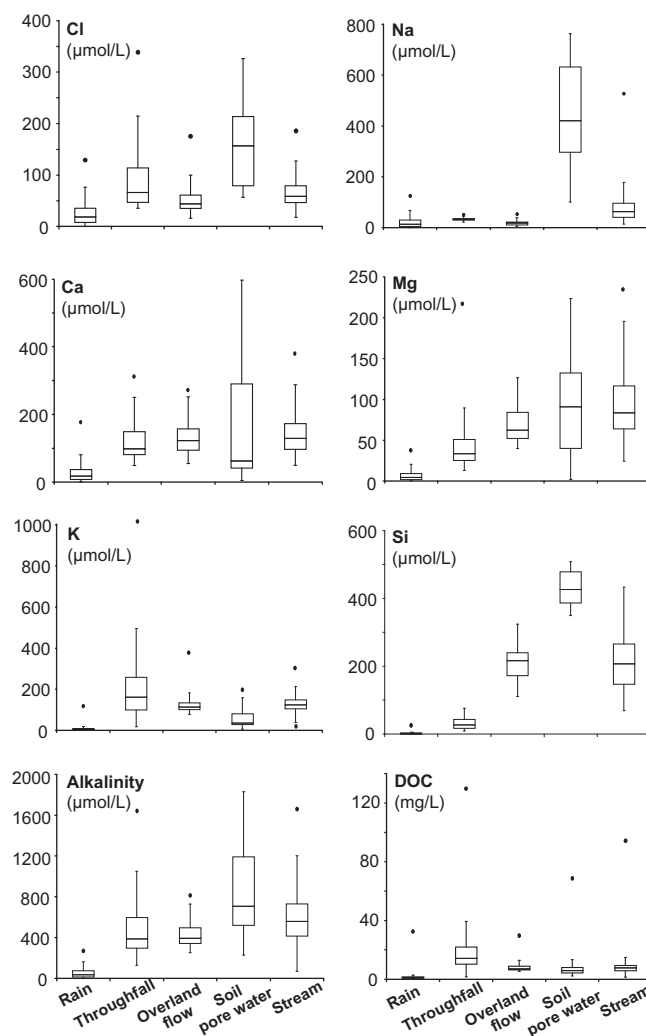 Cl
(µmol/L)
400
300
200
100
0
Na
(µmol/L)
800
600
400
200
0
Ca
(µmol/L)
600
400
200
0
Mg
(µmol/L)
250
200
150
100
50
0
K
(µmol/L)
1000
800
600
400
200
0
Si
(µmol/L)
600
400
200
0
Alkalinity
(µmol/L)
2000
1600
1200
800
400
0
DOC
(mg/L)
120
80
40
0
Rain
Throughfall
Overland
flow
Soil
pore water
Stream
Rain
Throughfall
Overland
flow
Soil
pore water
Stream